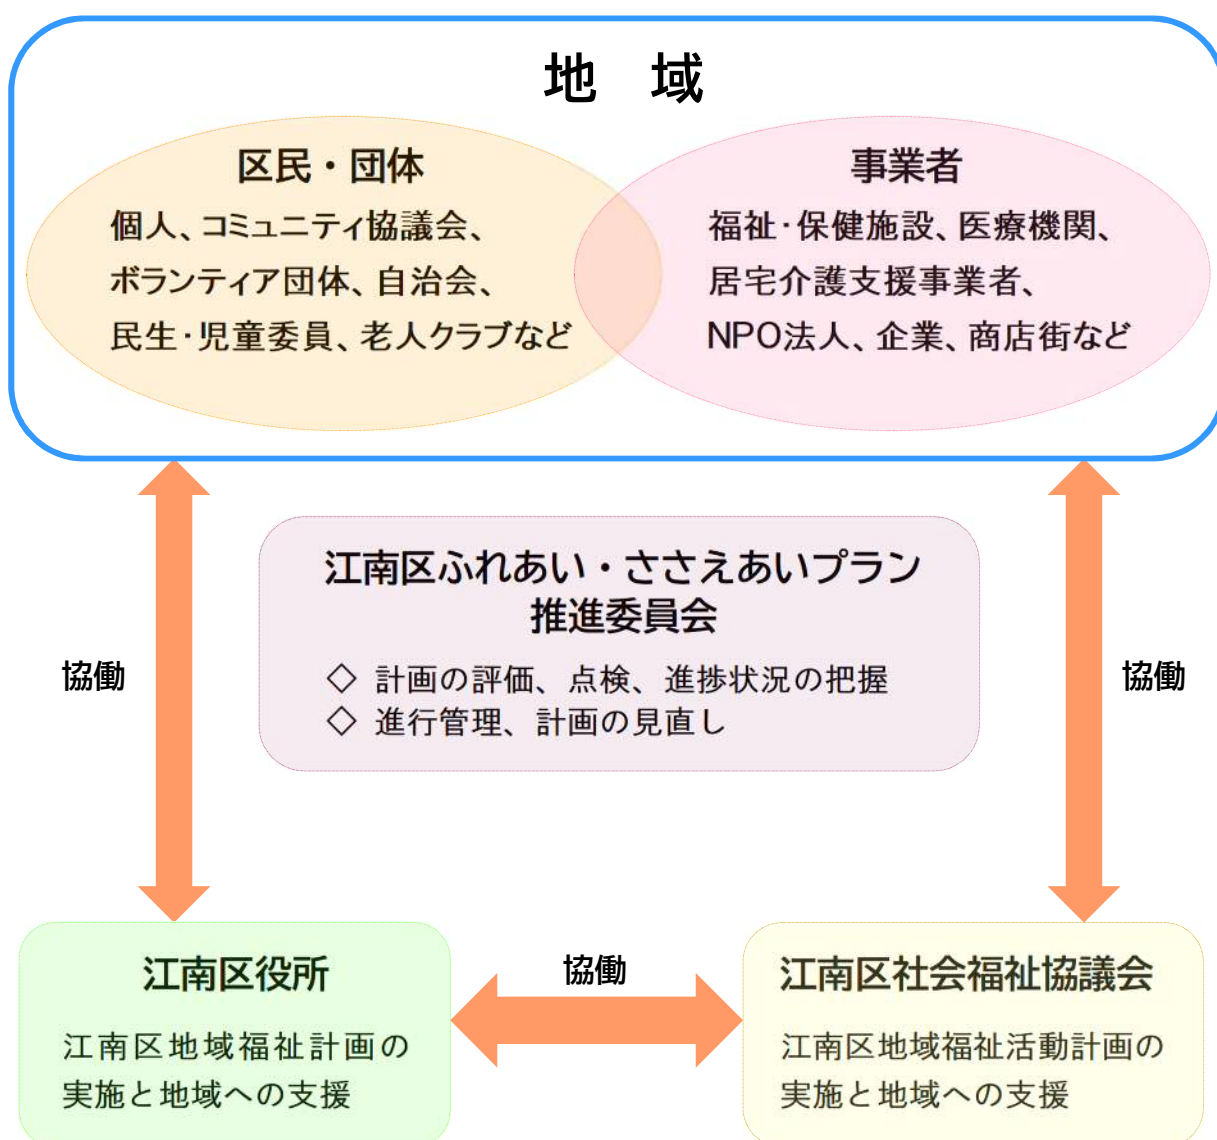 地　域
区民・団体
個人、コミュニティ協議会、
ボランティア団体、自治会、
民生・児童委員、老人クラブなど
事業者
福祉・保健施設、医療機関、
居宅介護支援事業者、
NPO法人、企業、商店街など
江南区ふれあい・ささえあいプラン
推進委員会
◇ 計画の評価、点検、進捗状況の把握
◇ 進行管理、計画の見直し
協働
協働
江南区役所
江南区地域福祉計画の
実施と地域への支援
協働
江南区社会福祉協議会
江南区地域福祉活動計画の
実施と地域への支援